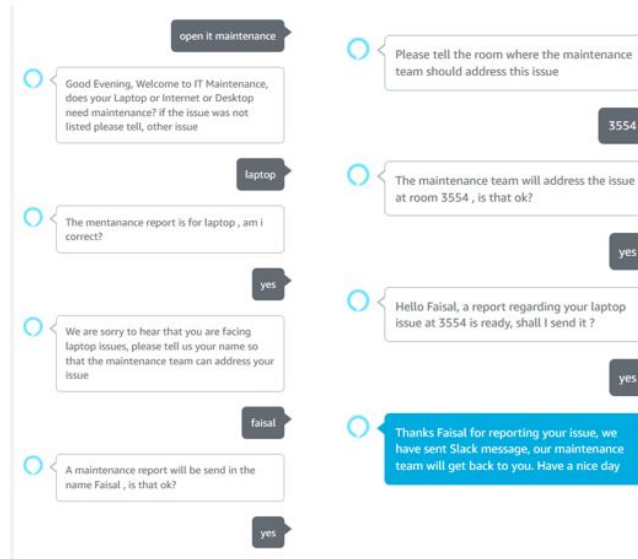 open it maintenance
Good Evening, Welcome to IT Maintenance,
does your Laptop or Internet or Desktop
need maintenance? if the issue was not
listed please tell, other issue
laptop
The mentanance report is for laptop , am i
correct?
yes
We are sorry to hear that you are facing
laptop issues, please tell us your name so
that the maintenance team can address your
issue
faisal
A maintenance report will be send in the
name Faisal , is that ok?
yes
Please tell the room where the maintenance
team should address this issue
3554
The maintenance team will address the issue
at room 3554 , is that ok?
yes
Hello Faisal, a report regarding your laptop
issue at 3554 is ready, shall I send it ?
yes
Thanks Faisal for reporting your issue, we
have sent Slack message, our maintenance
team will get back to you. Have a nice day